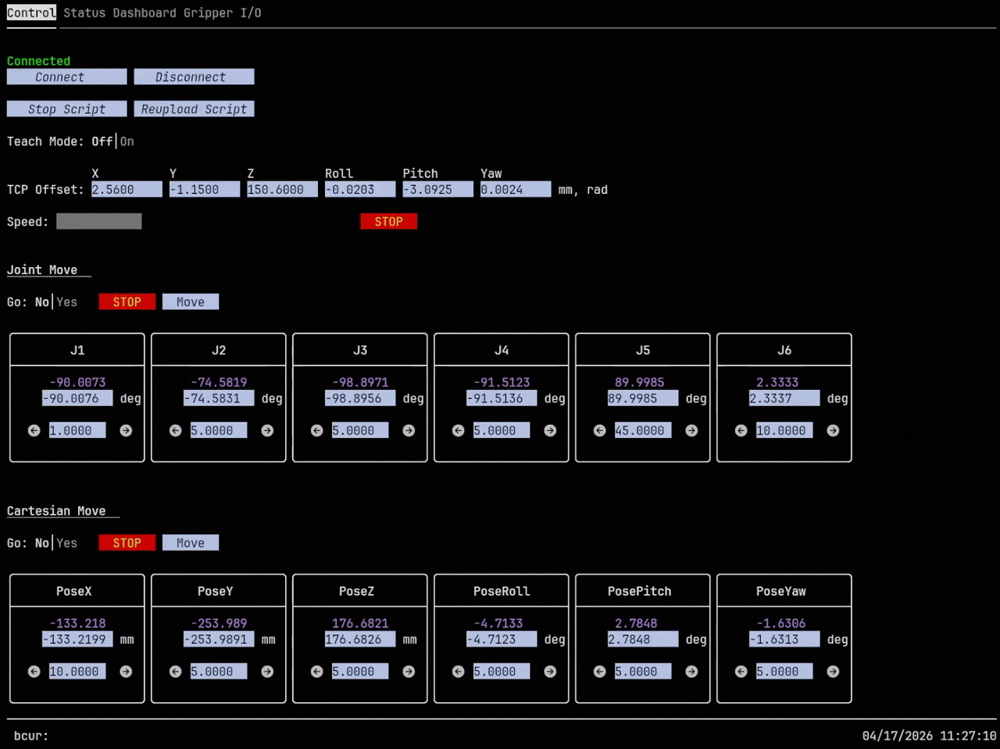 Control Status Dashboard Gripper I/O
Connected
Connect Disconnect
Stop Script Reupload Script
Teach Mode: Off On
X Y Z Roll Pitch Yaw
TCP Offset: 2.5600 -1.1500 150.6000 -0.0203 -3.0925 0.0024 mm, rad
Speed: STOP
Joint Move
Go: No Yes STOP Move
J1 J2 J3 J4 J5 J6
-90.0073 -74.5819 -98.8971 -91.5123 89.9985 2.3333
-90.0076 deg -74.5831 deg -98.8956 deg -91.5136 deg 89.9985 deg 2.3337 deg
1.0000 5.0000 5.0000 5.0000 45.0000 10.0000
Cartesian Move
Go: No Yes STOP Move
PoseX PoseY PoseZ PoseRoll PosePitch PoseYaw
-133.218 -253.989 176.6821 -4.7133 2.7848 -1.6306
-133.2199 mm -253.9891 mm 176.6826 mm -4.7123 deg 2.7848 deg -1.6313 deg
10.0000 5.0000 5.0000 5.0000 5.0000 5.0000
bcur: 04/17/2026 11:27:10